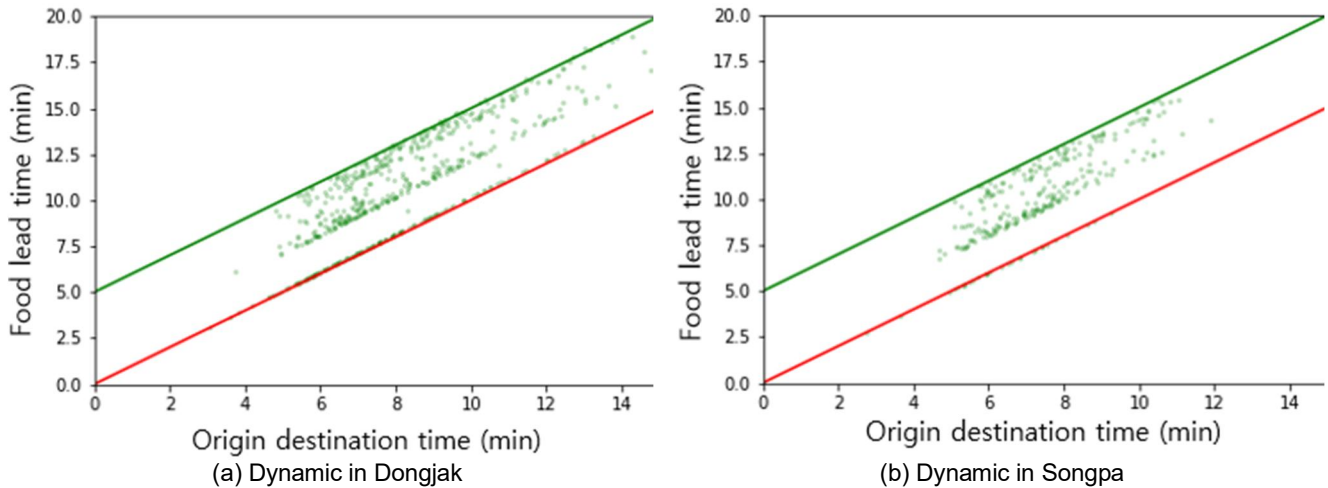 20.0
17.5
15.0
12.5
10.0
7.5
5.0
2.5
0.0
Food lead time (min)
0 2 4 6 8 10 12 14
Origin destination time (min)
(a) Dynamic in Dongjak
20.0
17.5
15.0
12.5
10.0
7.5
5.0
2.5
0.0
Food lead time (min)
0 2 4 6 8 10 12 14
Origin destination time (min)
(b) Dynamic in Songpa